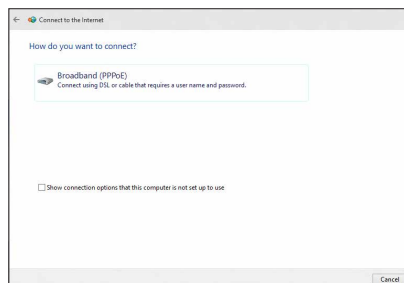 Connect to the Internet
How do you want to connect?
Broadband (PPPoE)
Connect using DSL or cable that requires a user name and password.
Show connection options that this computer is not set up to use
Cancel